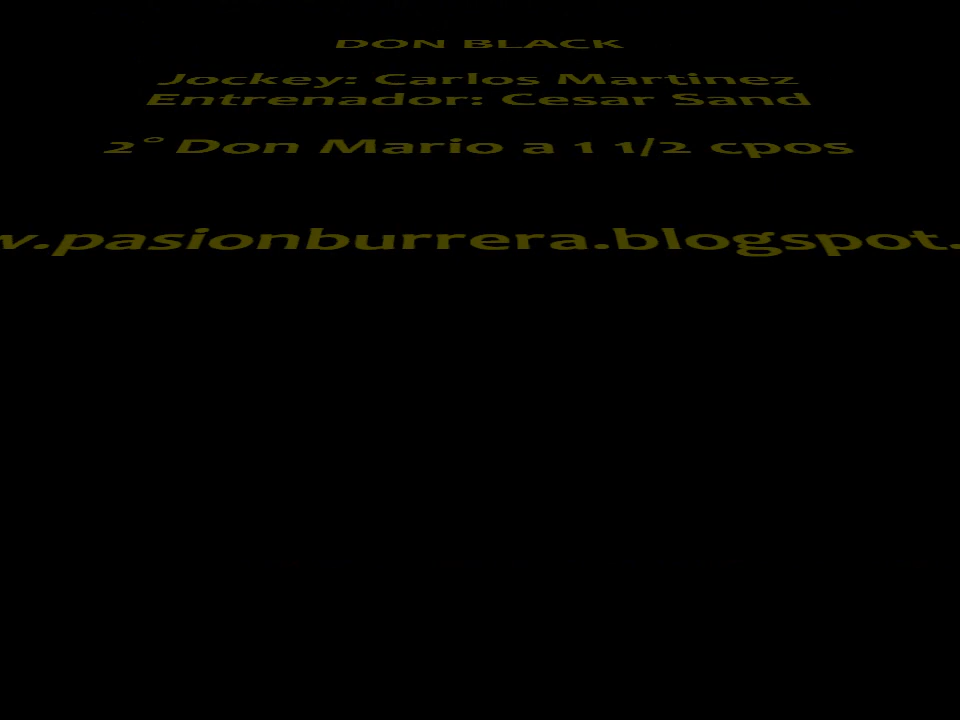 DON BLACK
Jockey: Carlos Martinez
Entrenador: Cesar Sand
2° Don Mario a 1 1/2 cpos
.pasionburrera.blogspot.